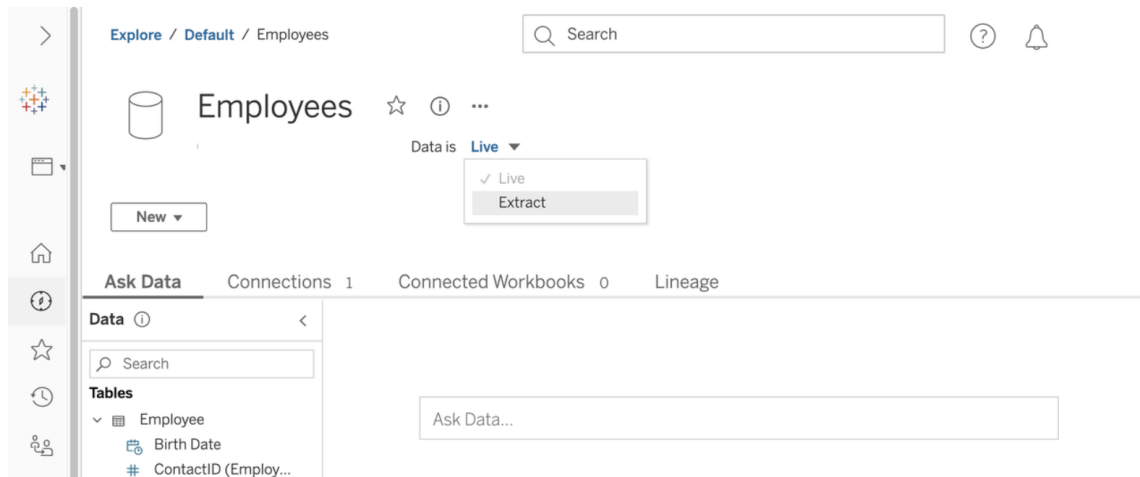 Explore / Default / Employees
Search
Employees
Data is Live
Live
Extract
New
Ask Data Connections 1 Connected Workbooks 0 Lineage
Data
Search
Tables
Employee
Birth Date
ContactID (Employ...
Ask Data...